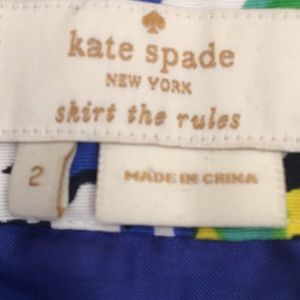 kate spade
NEW YORK
skirt the rules
2
MADE IN CHINA